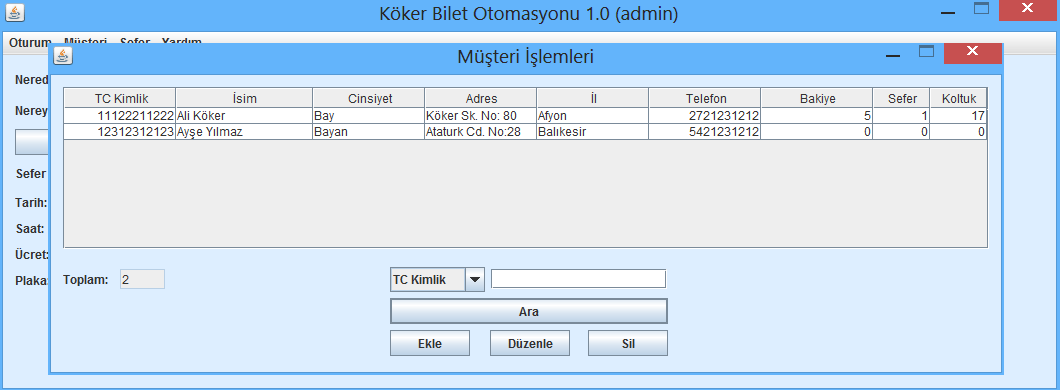 Köker Bilet Otomasyonu 1.0 (admin)
Oturum Müşteri Sefer Yardım
Müşteri İşlemleri
Nered
Nerey
Sefer
Tarih:
Saat:
Ücret:
Plaka:
TC Kimlik İsim Cinsiyet Adres İl Telefon Bakiye Sefer Koltuk
11122211222 Ali Köker Bay Köker Sk. No: 80 Afyon 2721231212 5 1 17
12312312123 Ayşe Yılmaz Bayan Ataturk Cd. No:28 Balıkesir 5421231212 0 0 0
Toplam: 2 TC Kimlik
Ara
Ekle Düzenle Sil